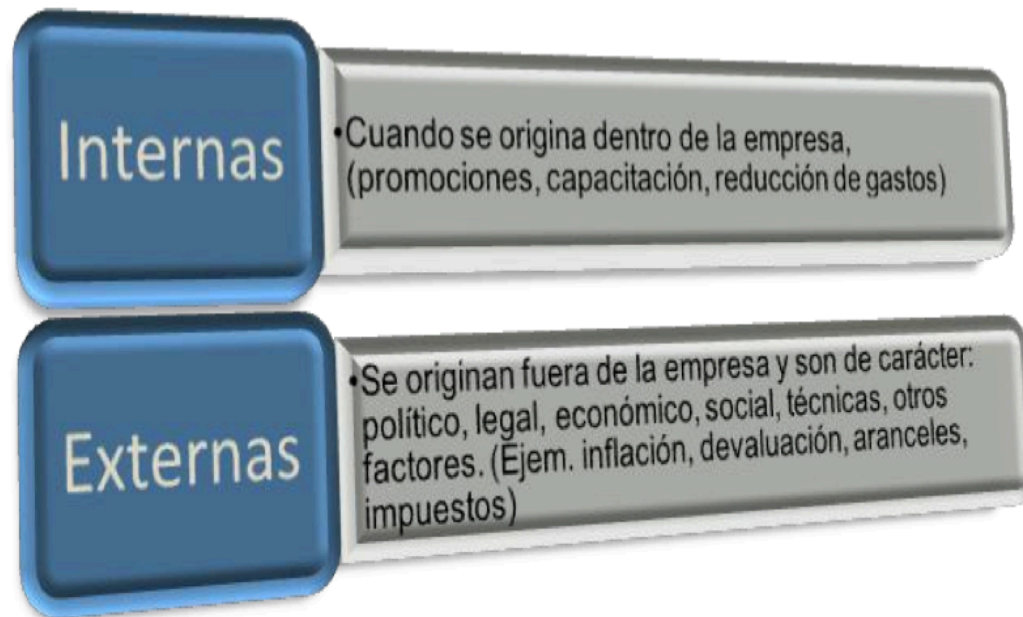 Internas
•Cuando se origina dentro de la empresa,
(promociones, capacitación, reducción de gastos)
Externas
•Se originan fuera de la empresa y son de carácter:
político, legal, económico, social, técnicas, otros
factores. (Ejem. inflación, devaluación, aranceles,
impuestos)